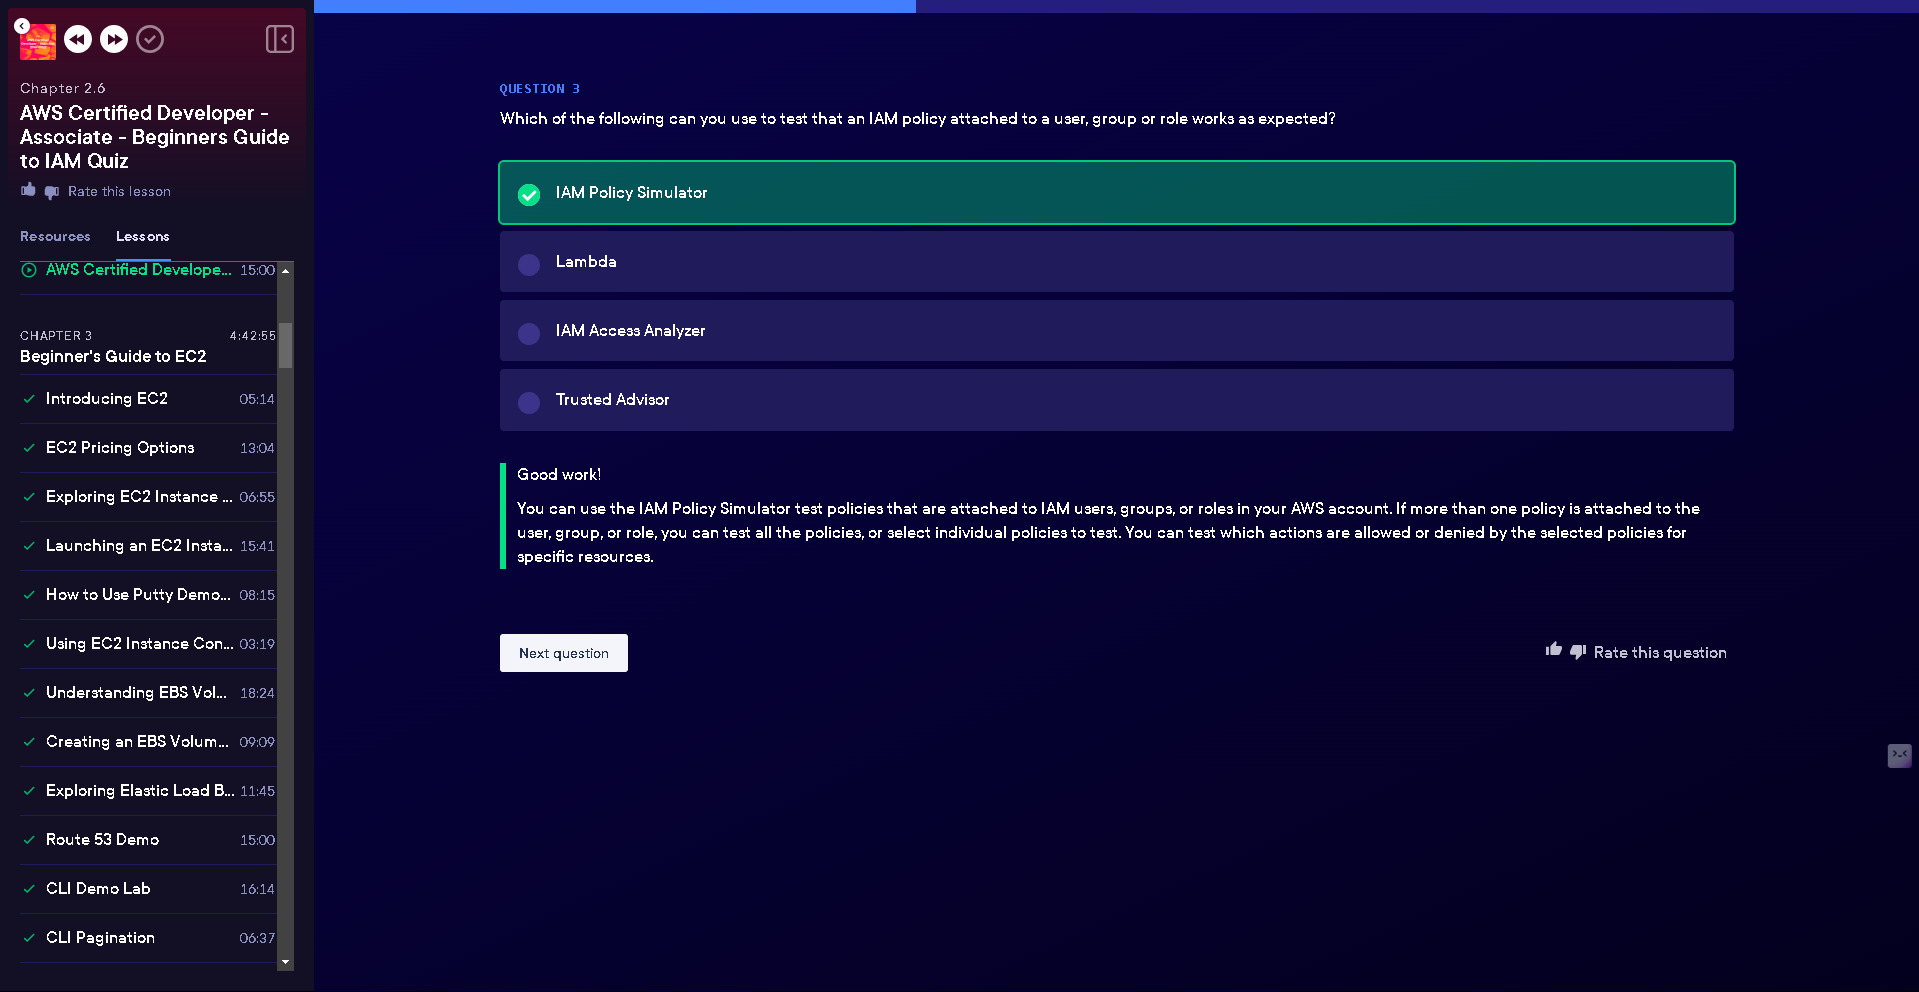 Chapter 2.6
AWS Certified Developer -
Associate - Beginners Guide
to IAM Quiz
Rate this lesson
Resources Lessons
AWS Certified Develope... 15:00
CHAPTER 3 4:42:55
Beginner's Guide to EC2
Introducing EC2 05:14
EC2 Pricing Options 13:04
Exploring EC2 Instance ... 06:55
Launching an EC2 Insta... 15:41
How to Use Putty Demo... 08:15
Using EC2 Instance Con... 03:19
Understanding EBS Vol... 18:24
Creating an EBS Volum... 09:09
Exploring Elastic Load B... 11:45
Route 53 Demo 15:00
CLI Demo Lab 16:14
CLI Pagination 06:37
QUESTION 3
Which of the following can you use to test that an IAM policy attached to a user, group or role works as expected?
IAM Policy Simulator
Lambda
IAM Access Analyzer
Trusted Advisor
Good work!
You can use the IAM Policy Simulator test policies that are attached to IAM users, groups, or roles in your AWS account. If more than one policy is attached to the
user, group, or role, you can test all the policies, or select individual policies to test. You can test which actions are allowed or denied by the selected policies for
specific resources.
Next question
Rate this question